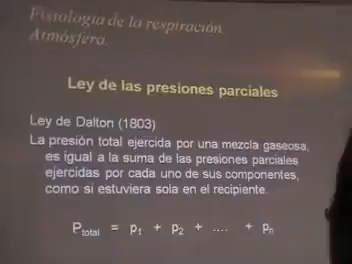 Fisiología de la respiración.
Atmósfera.
Ley de las presiones parciales
Ley de Dalton (1803)
La presión total ejercida por una mezcla gaseosa,
es igual a la suma de las presiones parciales
ejercidas por cada uno de sus componentes,
como si estuviera sola en el recipiente.
Ptotal = p1 + p2 + .... + pn